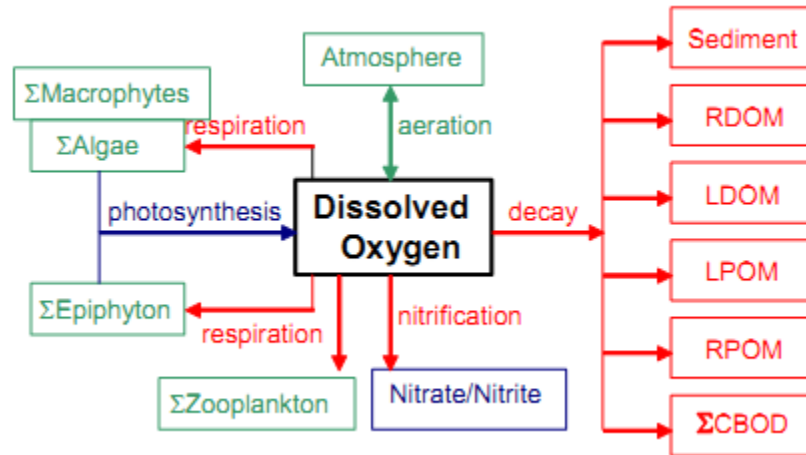 Sediment
Atmosphere
ΣMacrophytes
respiration
aeration
RDOM
ΣAlgae
photosynthesis
Dissolved
Oxygen
decay
LDOM
LPOM
ΣEpiphyton
respiration
nitrification
RPOM
ΣZooplankton
Nitrate/Nitrite
ΣCBOD